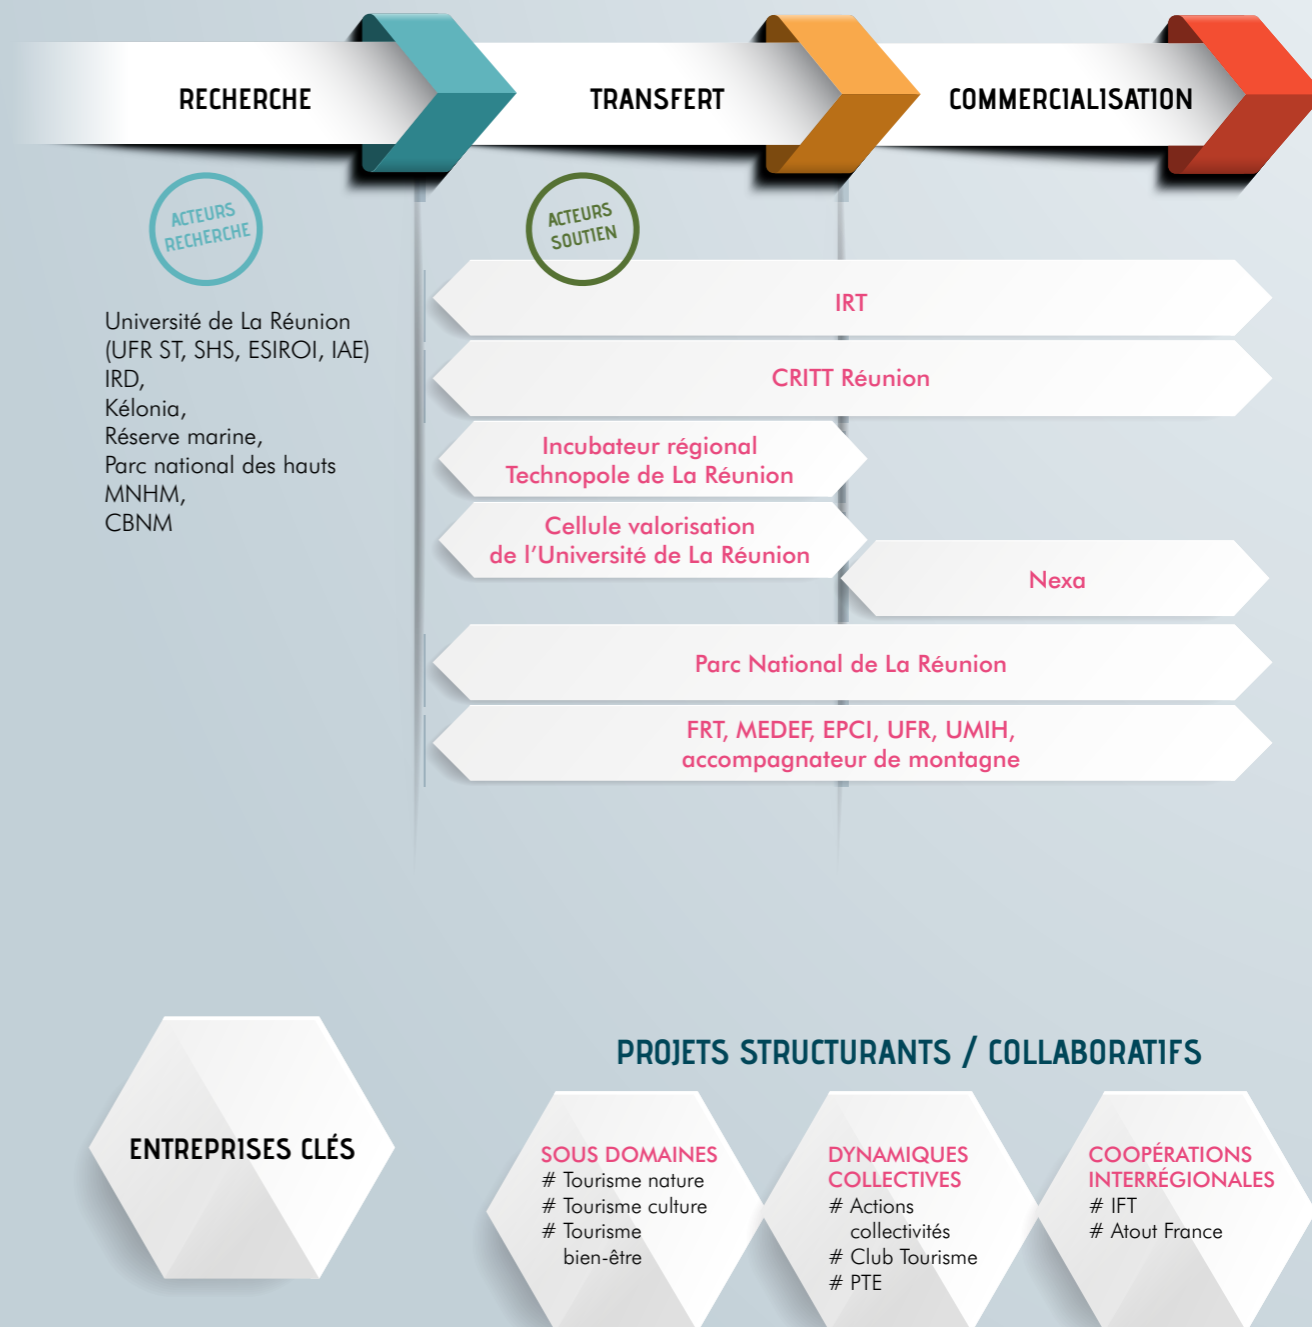 RECHERCHE
TRANSFERT
COMMERCIALISATION
ACTEURS
RECHERCHE
ACTEURS
SOUTIEN
Université de La Réunion
(UFR ST, SHS, ESIROI, IAE)
IRD,
Kélonia,
Réserve marine,
Parc national des hauts
MNHM,
CBNM
IRT
CRITT Réunion
Incubateur régional
Technopole de La Réunion
Cellule valorisation
de l'Université de La Réunion
Nexa
Parc National de La Réunion
FRT, MEDEF, EPCI, UFR, UMIH,
accompagnateur de montagne
ENTREPRISES CLÉS
PROJETS STRUCTURANTS / COLLABORATIFS
SOUS DOMAINES
# Tourisme nature
# Tourisme culture
# Tourisme
bien-être
DYNAMIQUES
COLLECTIVES
# Actions
collectivités
# Club Tourisme
# PTE
COOPÉRATIONS
INTERRÉGIONALES
# IFT
# Atout France